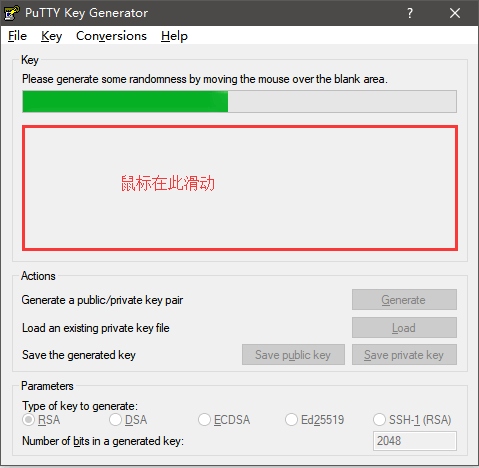 PuTTY Key Generator
File Key Conversions Help
Key
Please generate some randomness by moving the mouse over the blank area.
鼠标在此滑动
Actions
Generate a public/private key pair
Generate
Load an existing private key file
Load
Save the generated key
Save public key
Save private key
Parameters
Type of key to generate:
RSA DSA ECDSA Ed25519 SSH-1 (RSA)
Number of bits in a generated key:
2048